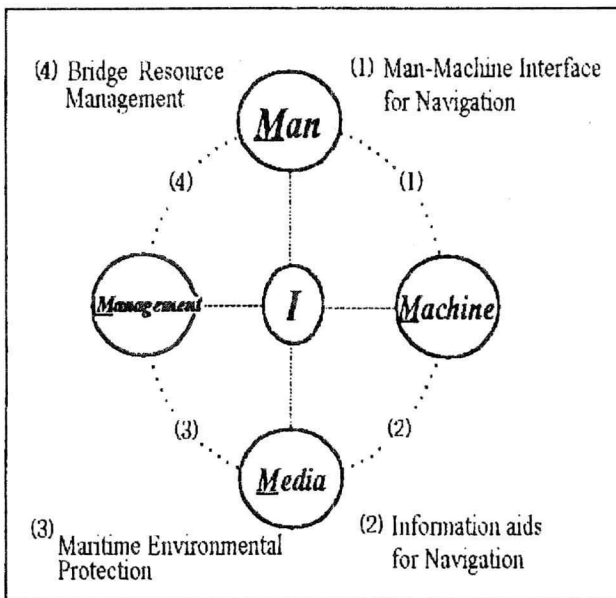 (4) Bridge Resource
Management
(1) Man-Machine Interface
for Navigation
Man
(4)
(1)
Management
I
Machine
(3)
(2)
Media
(3) Maritime Environmental
Protection
(2) Information aids
for Navigation